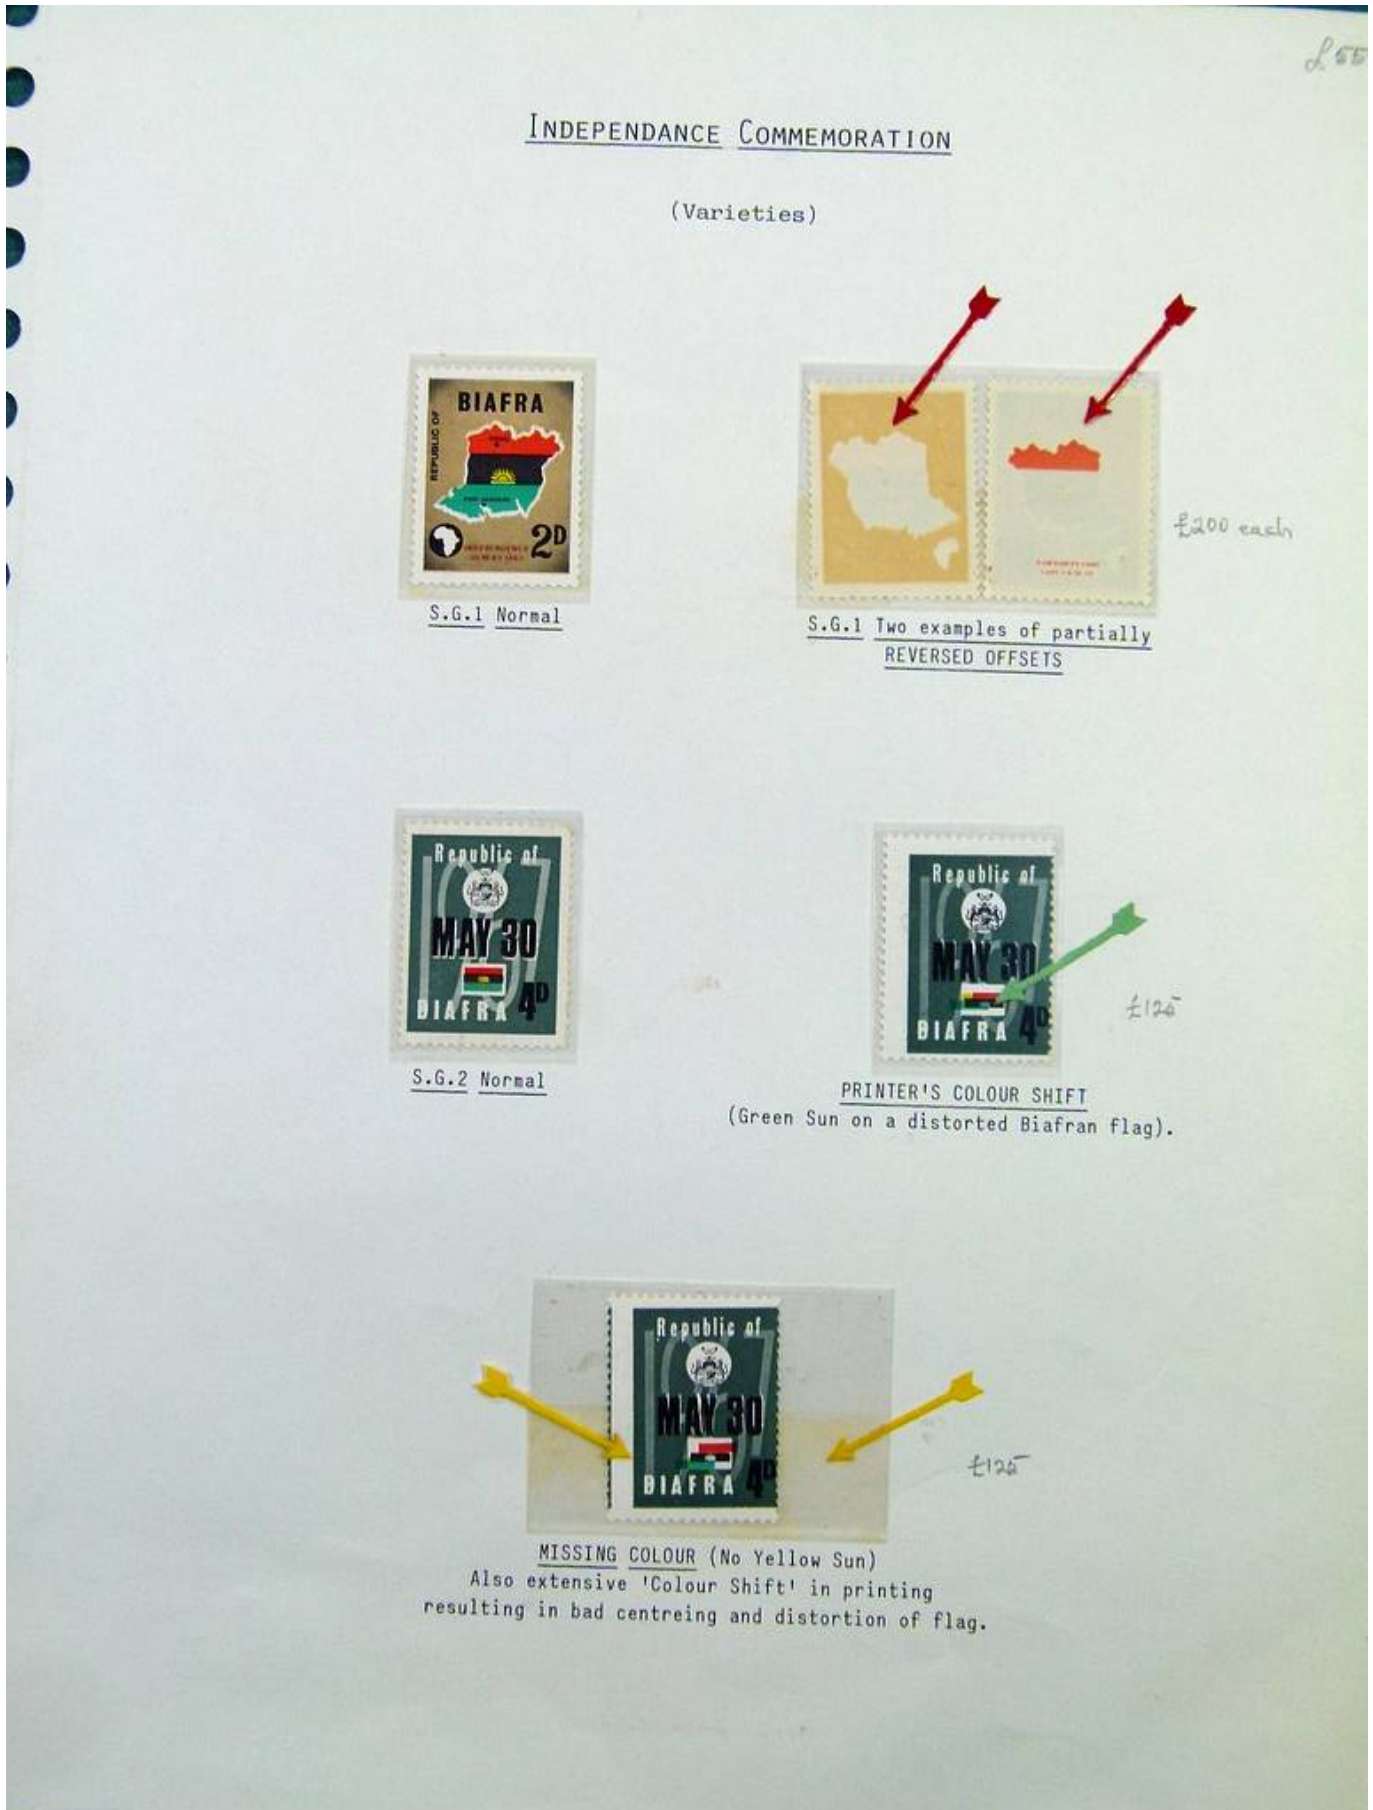 £55
INDEPENDANCE COMMEMORATION
(Varieties)
REPUBLIC OF
BIAFRA
2D
S.G.1 Normal
£200 each
S.G.1 Two examples of partially
REVERSED OFFSETS
Republic of
MAY 30
BIAFRA 4D
S.G.2 Normal
Republic of
MAY 30
BIAFRA 4D
£125
PRINTER'S COLOUR SHIFT
(Green Sun on a distorted Biafran flag).
Republic of
MAY 30
BIAFRA 4D
£125
MISSING COLOUR (No Yellow Sun)
Also extensive 'Colour Shift' in printing
resulting in bad centreing and distortion of flag.